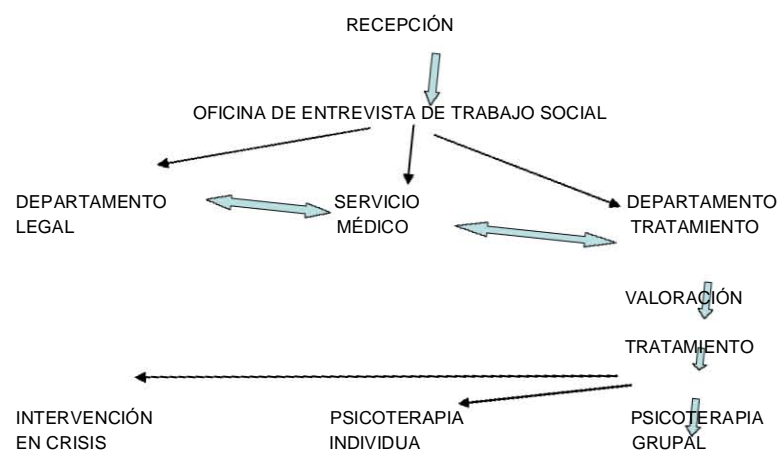 RECEPCIÓN
OFICINA DE ENTREVISTA DE TRABAJO SOCIAL
DEPARTAMENTO
LEGAL
SERVICIO
MÉDICO
DEPARTAMENTO
TRATAMIENTO
VALORACIÓN
TRATAMIENTO
INTERVENCIÓN
EN CRISIS
PSICOTERAPIA
INDIVIDUA
PSICOTERAPIA
GRUPAL